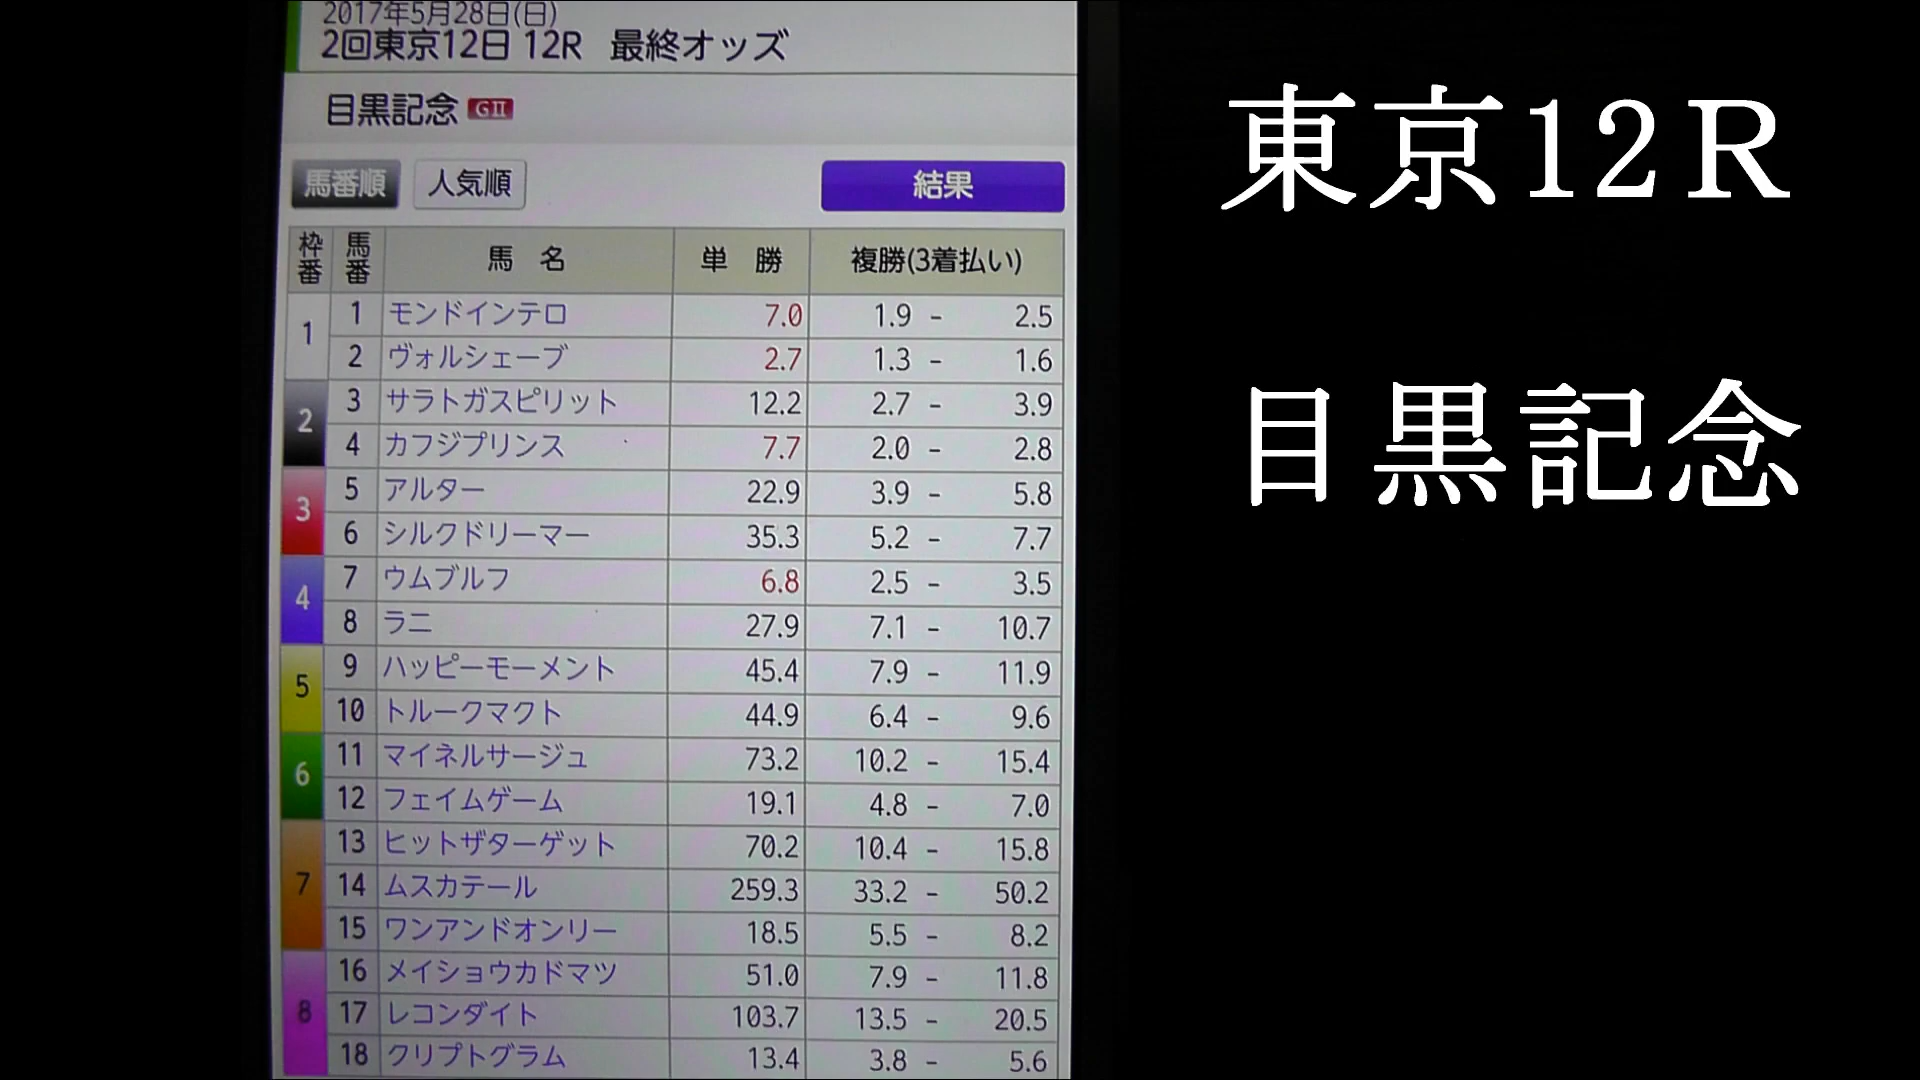 2017年5月28日(日)
2回東京12日 12R 最終オッズ
目黒記念 GII
馬番順 人気順 結果
枠番 馬番 馬 名 単 勝 複勝(3着払い)
1 1 モンドインテロ 7.0 1.9 - 2.5
2 ヴォルシェーブ 2.7 1.3 - 1.6
2 3 サラトガスピリット 12.2 2.7 - 3.9
4 カフジプリンス 7.7 2.0 - 2.8
3 5 アルター 22.9 3.9 - 5.8
6 シルクドリーマー 35.3 5.2 - 7.7
4 7 ウムブルフ 6.8 2.5 - 3.5
8 ラニ 27.9 7.1 - 10.7
5 9 ハッピーモーメント 45.4 7.9 - 11.9
10 トルークマクト 44.9 6.4 - 9.6
6 11 マイネルサージュ 73.2 10.2 - 15.4
12 フェイムゲーム 19.1 4.8 - 7.0
7 13 ヒットザターゲット 70.2 10.4 - 15.8
14 ムスカテール 259.3 33.2 - 50.2
15 ワンアンドオンリー 18.5 5.5 - 8.2
8 16 メイショウカドマツ 51.0 7.9 - 11.8
17 レコンダイト 103.7 13.5 - 20.5
18 クリプトグラム 13.4 3.8 - 5.6
東京12R
目黒記念